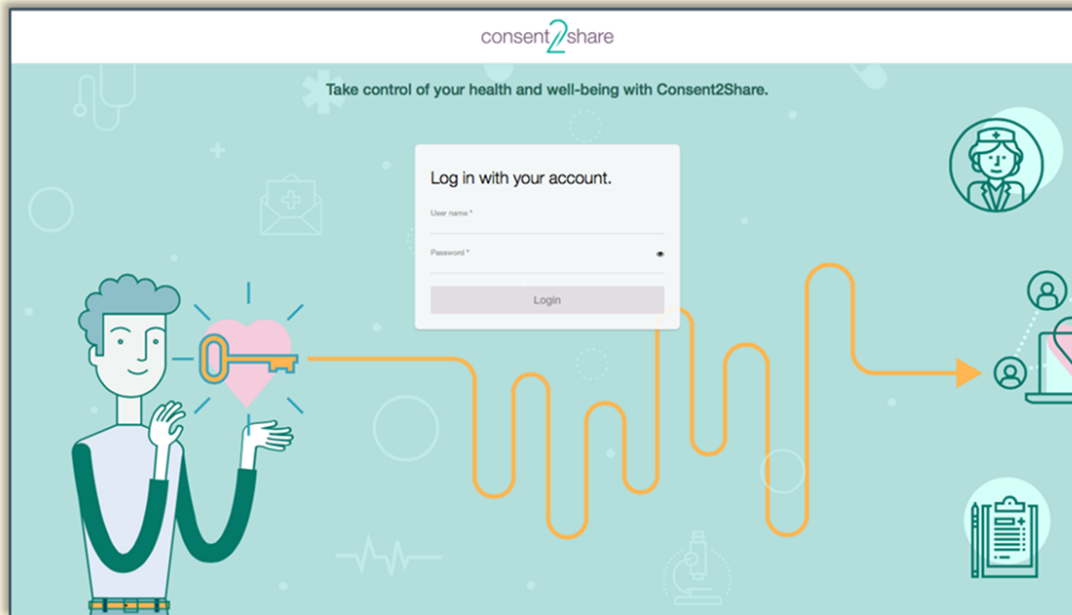 consent2share
Take control of your health and well-being with Consent2Share.
Log in with your account.
User name *
Password *
Login